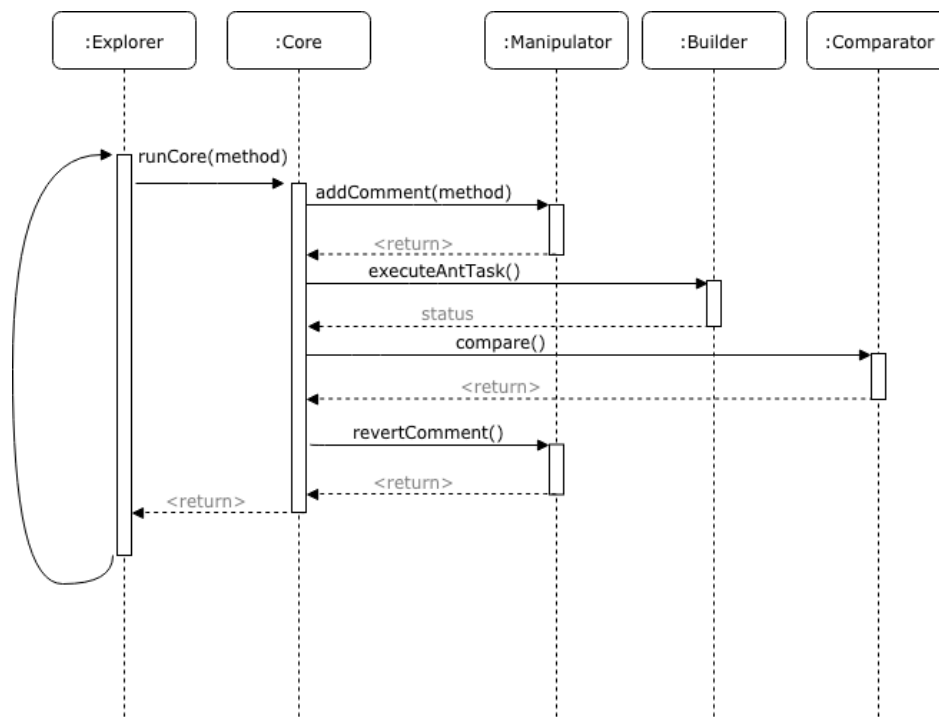 :Explorer
:Core
:Manipulator
:Builder
:Comparator
runCore(method)
addComment(method)
<return>
executeAntTask()
status
compare()
<return>
revertComment()
<return>
<return>